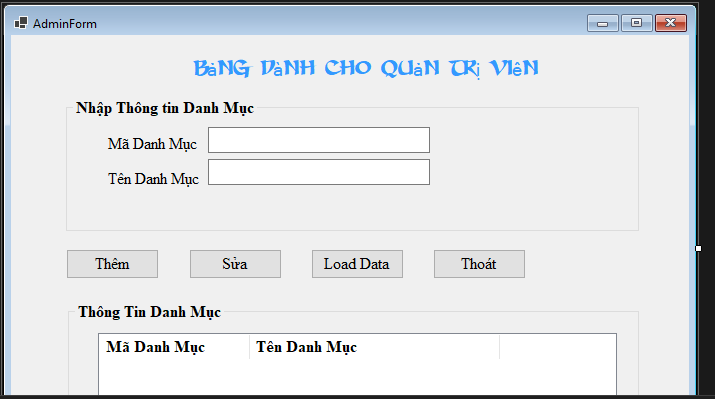 AdminForm
BảNG DàNH CHO QUảN TRị VIêN
Nhập Thông tin Danh Mục
Mã Danh Mục
Tên Danh Mục
Thêm Sửa Load Data Thoát
Thông Tin Danh Mục
Mã Danh Mục Tên Danh Mục